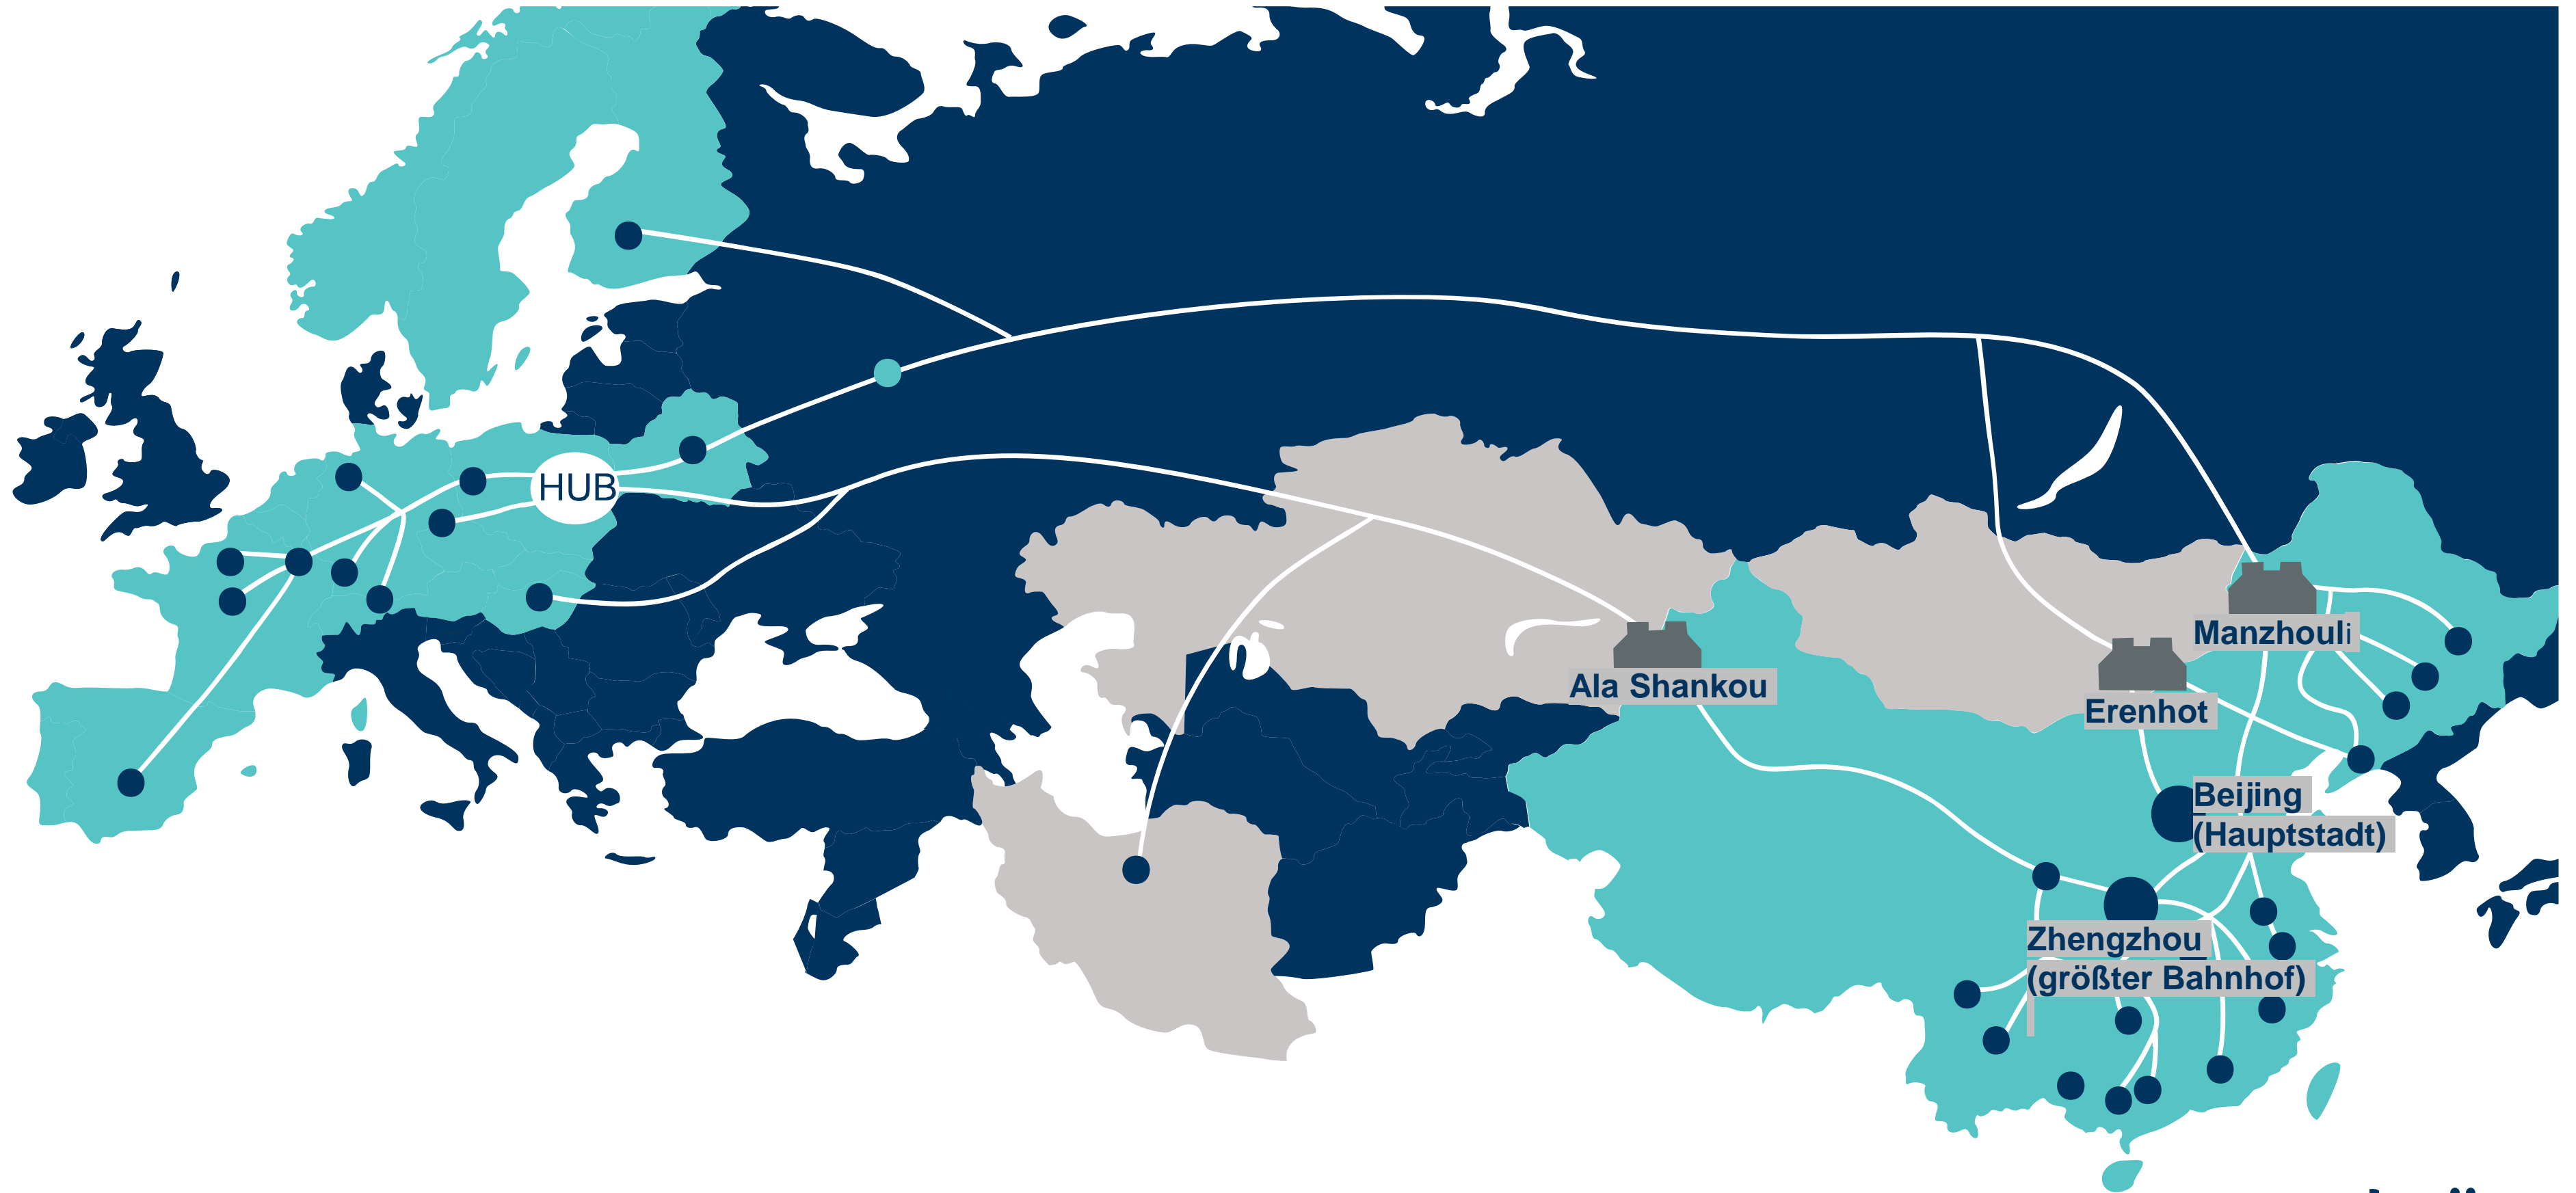 HUB
Manzhouli
Ala Shankou
Erenhot
Beijing
(Hauptstadt)
Zhengzhou
(größter Bahnhof)